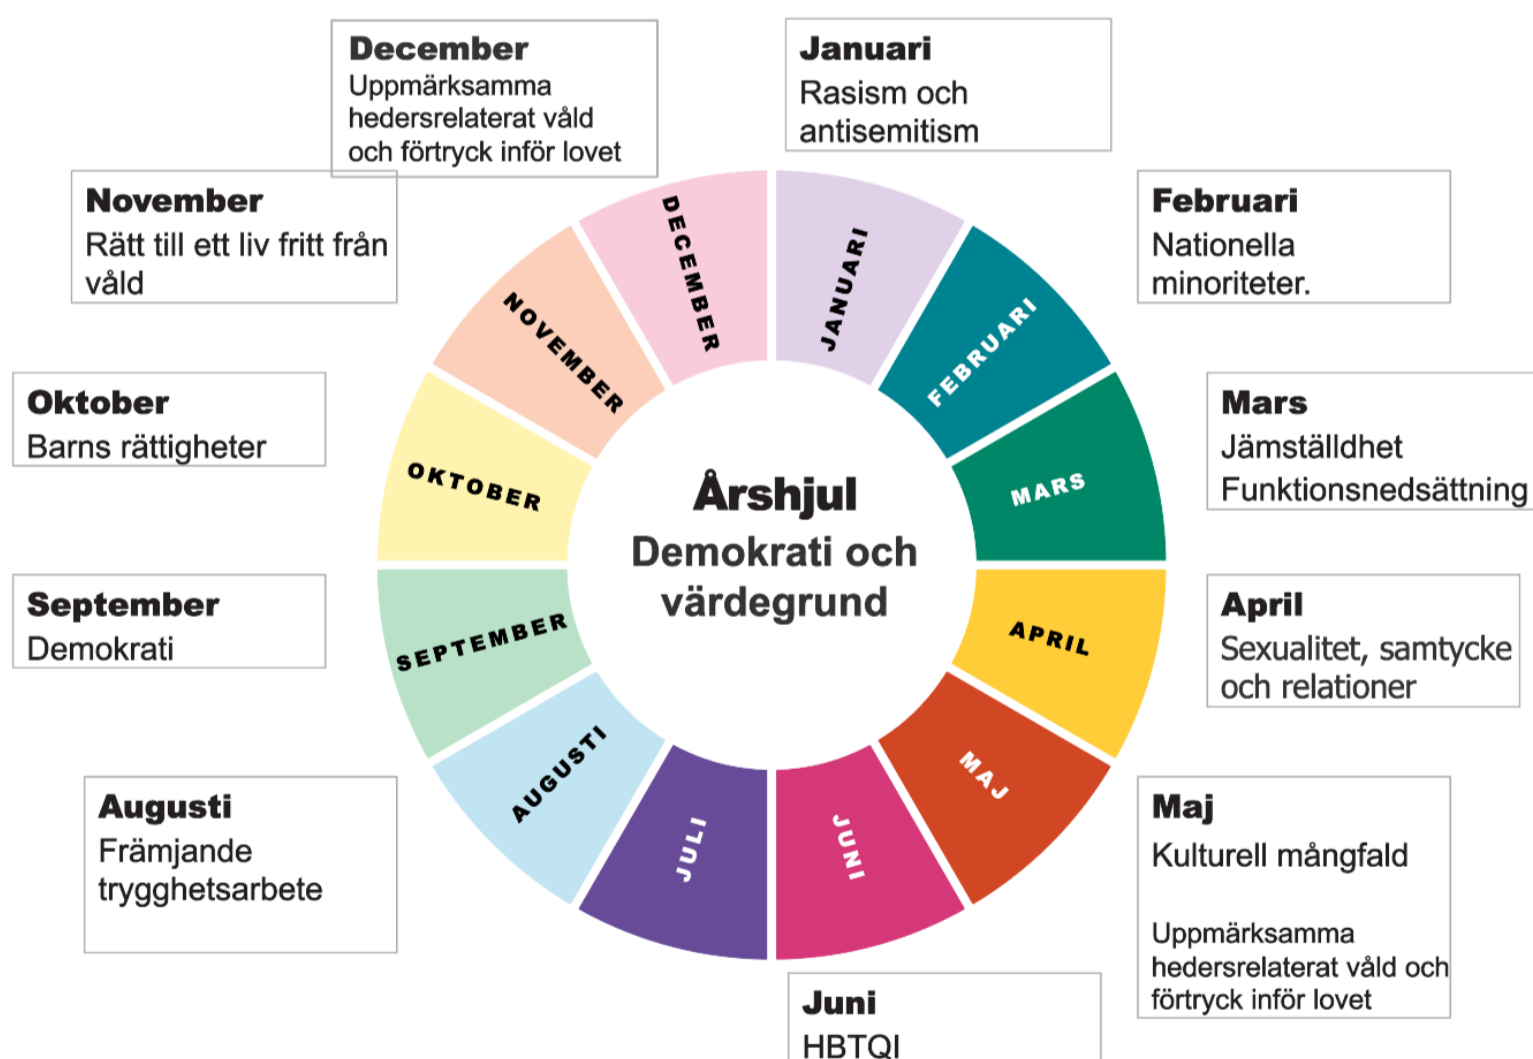 December
Uppmärksamma
hedersrelaterat våld
och förtryck inför lovet
Januari
Rasism och
antisemitism
November
Rätt till ett liv fritt från
våld
Februari
Nationella
minoriteter.
Oktober
Barns rättigheter
Mars
Jämställdhet
Funktionsnedsättning
September
Demokrati
April
Sexualitet, samtycke
och relationer
Augusti
Främjande
trygghetsarbete
Maj
Kulturell mångfald
Uppmärksamma
hedersrelaterat våld och
förtryck inför lovet
Juni
HBTQI
Årshjul
Demokrati och
värdegrund
JANUARI
FEBRUARI
MARS
APRIL
MAJ
JUNI
JULI
AUGUSTI
SEPTEMBER
OKTOBER
NOVEMBER
DECEMBER